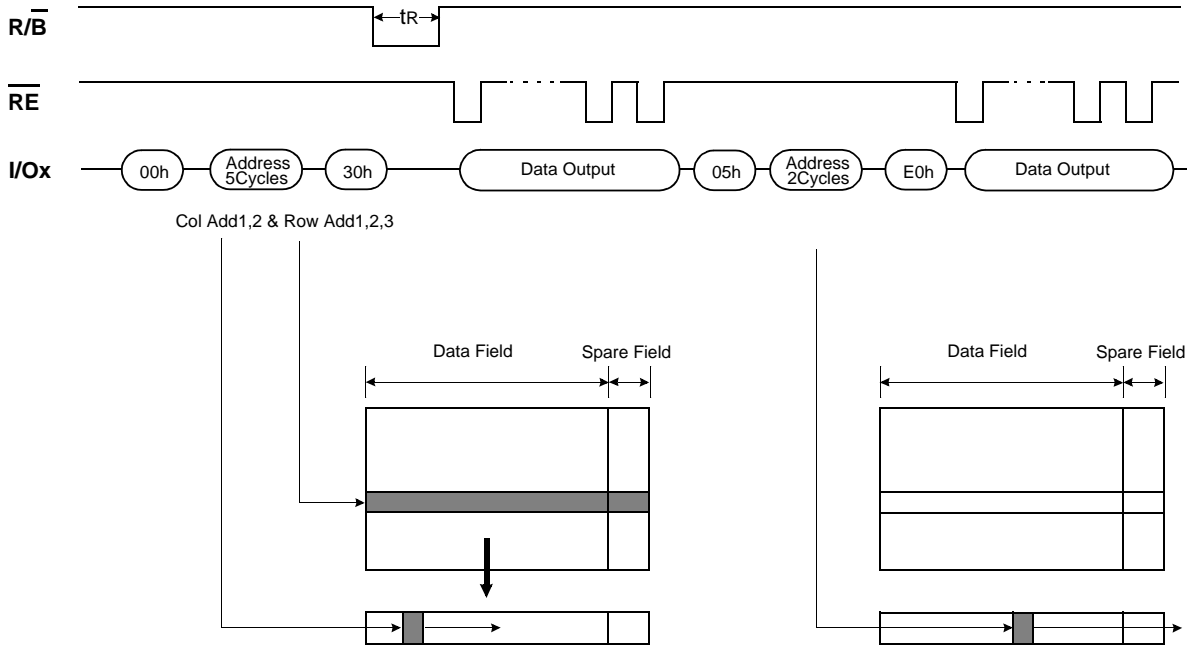 R/B
tR
RE
I/Ox
00h
Address
5Cycles
30h
Data Output
05h
Address
2Cycles
E0h
Data Output
Col Add1,2 & Row Add1,2,3
Data Field
Spare Field
Data Field
Spare Field